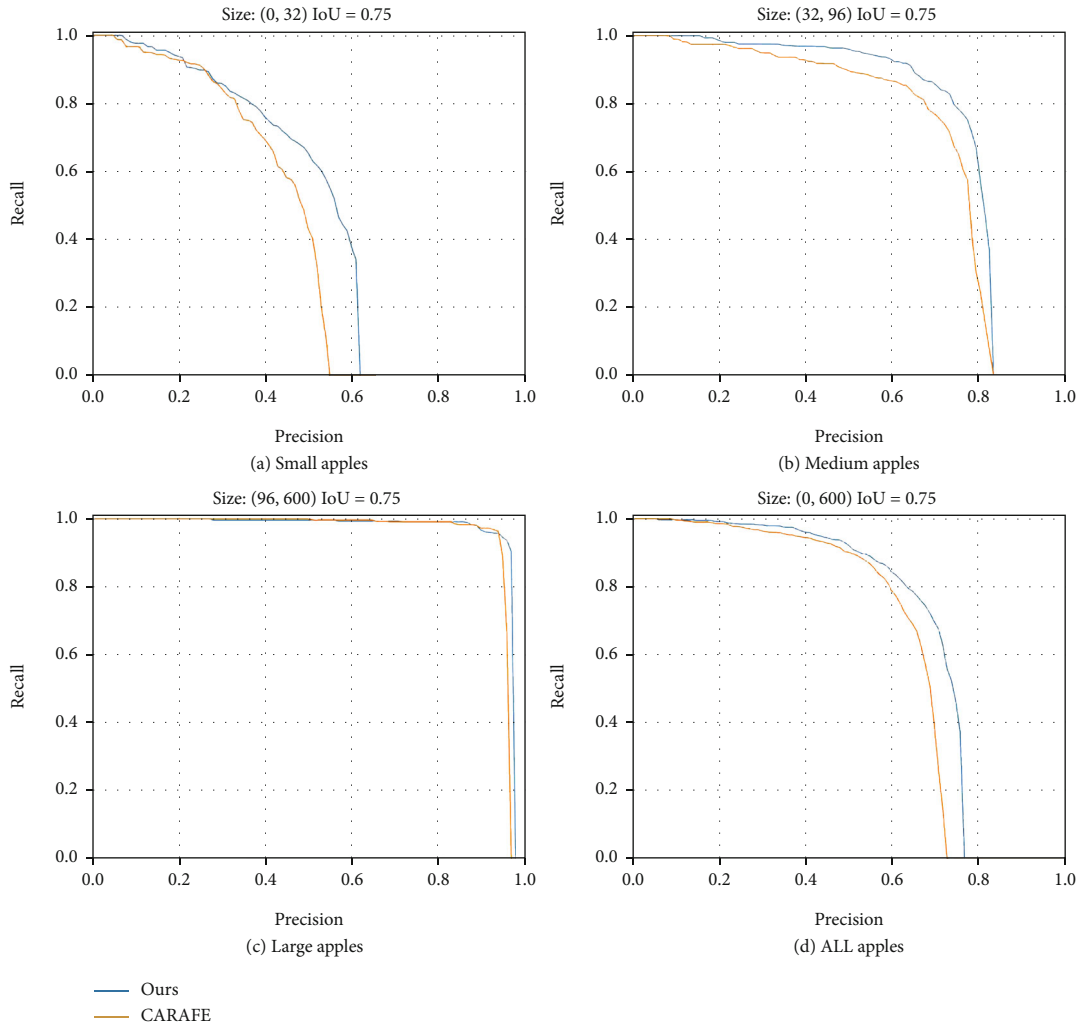 Size: (0, 32) IoU = 0.75
1.0
0.8
0.6
0.4
0.2
0.0
Recall
0.0 0.2 0.4 0.6 0.8 1.0
Precision
(a) Small apples
Size: (32, 96) IoU = 0.75
1.0
0.8
0.6
0.4
0.2
0.0
Recall
0.0 0.2 0.4 0.6 0.8 1.0
Precision
(b) Medium apples
Size: (96, 600) IoU = 0.75
1.0
0.8
0.6
0.4
0.2
0.0
Recall
0.0 0.2 0.4 0.6 0.8 1.0
Precision
(c) Large apples
Size: (0, 600) IoU = 0.75
1.0
0.8
0.6
0.4
0.2
0.0
Recall
0.0 0.2 0.4 0.6 0.8 1.0
Precision
(d) ALL apples
Ours
CARAFE